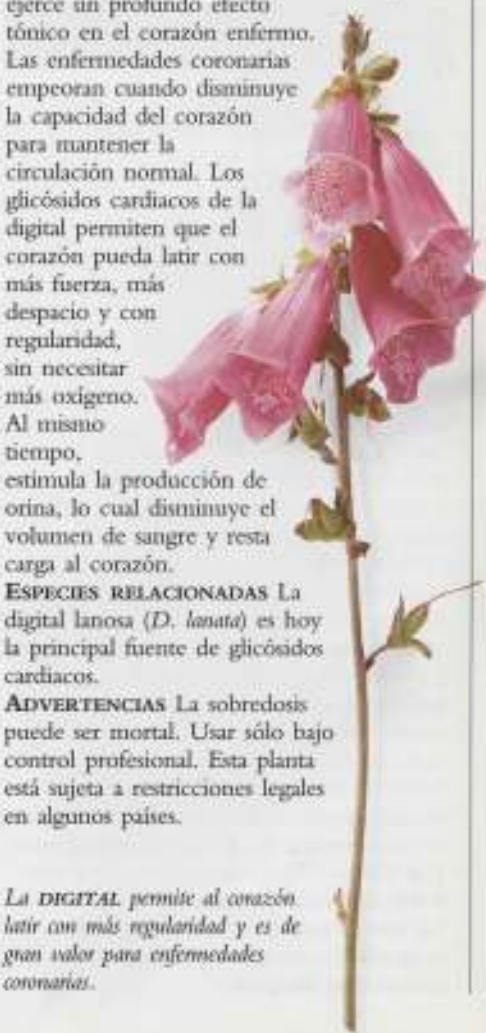 ejerce un profundo efecto
tónico en el corazón enfermo.
Las enfermedades coronarias
empeoran cuando disminuye
la capacidad del corazón
para mantener la
circulación normal. Los
glicósidos cardiacos de la
digital permiten que el
corazón pueda latir con
más fuerza, más
despacio y con
regularidad,
sin necesitar
más oxígeno.
Al mismo
tiempo,
estimula la producción de
orina, lo cual disminuye el
volumen de sangre y resta
carga al corazón.
ESPECIES RELACIONADAS La
digital lanosa (D. lanata) es hoy
la principal fuente de glicósidos
cardiacos.
ADVERTENCIAS La sobredosis
puede ser mortal. Usar sólo bajo
control profesional. Esta planta
está sujeta a restricciones legales
en algunos países.
La DIGITAL permite al corazón
latir con más regularidad y es de
gran valor para enfermedades
coronarias.